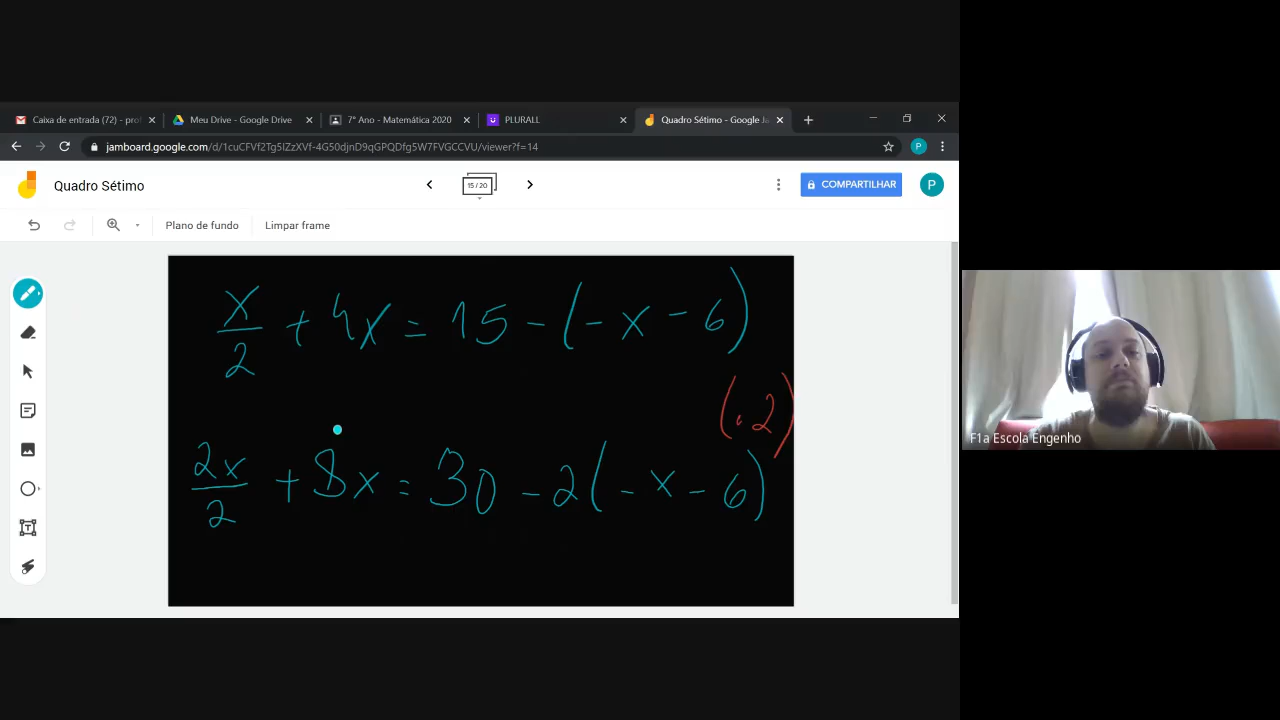 Caixa de entrada (72) - prof
Meu Drive - Google Drive
7° Ano - Matemática 2020
PLURALL
Quadro Sétimo - Google Ja
jamboard.google.com/d/1cuCFVf2Tg5IZzXVf-4G50djnD9qGPQDfg5W7FVGCCVU/viewer?f=14
P
Quadro Sétimo
15 / 20
COMPARTILHAR
P
Plano de fundo
Limpar frame
x/2 + 4x = 15 - (- x - 6)
(. 2)
2x/2 + 8x = 30 - 2(- x - 6)
F1a Escola Engenho